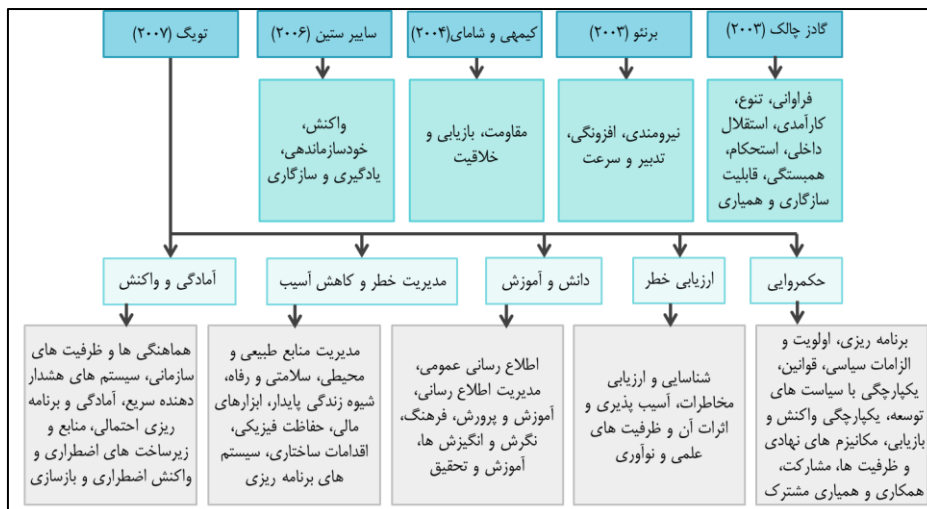 گادز چالک (۲۰۰۳)
برنئو (۲۰۰۳)
کیمهی و شامای(۲۰۰۴)
سایبر ستین (۲۰۰۶)
تویگ (۲۰۰۷)
فراوانی، تنوع،
کارآمدی، استقلال
داخلی، استحکام،
همبستگی، قابلیت
سازگاری و همیاری
نیرومندی، افزونگی،
تدبیر و سرعت
مقاومت، بازیابی و
خلاقیت
واکنش،
خودسازماندهی،
یادگیری و سازگاری
حکمروایی
ارزیابی خطر
دانش و آموزش
مدیریت خطر و کاهش آسیب
آمادگی و واکنش
برنامه ریزی، اولویت و
الزامات سیاسی، قوانین،
یکپارچگی با سیاست های
توسعه، یکپارچگی واکنش و
بازیابی، مکانیزم های نهادی
و ظرفیت ها، مشارکت،
همکاری و همیاری مشترک
شناسایی و ارزیابی
مخاطرات، آسیب پذیری و
اثرات آن و ظرفیت های
علمی و نوآوری
اطلاع رسانی عمومی،
مدیریت اطلاع رسانی،
آموزش و پرورش، فرهنگ،
نگرش و انگیزش ها،
آموزش و تحقیق
مدیریت منابع طبیعی و
محیطی، سلامتی و رفاه،
شیوه زندگی پایدار، ابزارهای
مالی، حفاظت فیزیکی،
اقدامات ساختاری، سیستم
های برنامه ریزی
هماهنگی ها و ظرفیت های
سازمانی، سیستم های هشدار
دهنده سریع، آمادگی و برنامه
ریزی احتمالی، منابع و
زیرساخت های اضطراری و
واکنش اضطراری و بازسازی